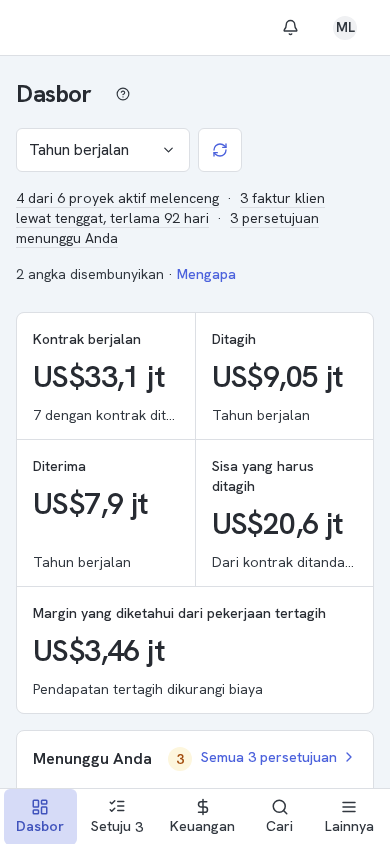 ML
Dasbor
Tahun berjalan
4 dari 6 proyek aktif melenceng · 3 faktur klien
lewat tenggat, terlama 92 hari · 3 persetujuan
menunggu Anda
2 angka disembunyikan · Mengapa
Kontrak berjalan
US$33,1 jt
7 dengan kontrak dit...
Ditagih
US$9,05 jt
Tahun berjalan
Diterima
US$7,9 jt
Tahun berjalan
Sisa yang harus
ditagih
US$20,6 jt
Dari kontrak ditanda...
Margin yang diketahui dari pekerjaan tertagih
US$3,46 jt
Pendapatan tertagih dikurangi biaya
Menunggu Anda 3 Semua 3 persetujuan
Dasbor
Setuju 3
Keuangan
Cari
Lainnya